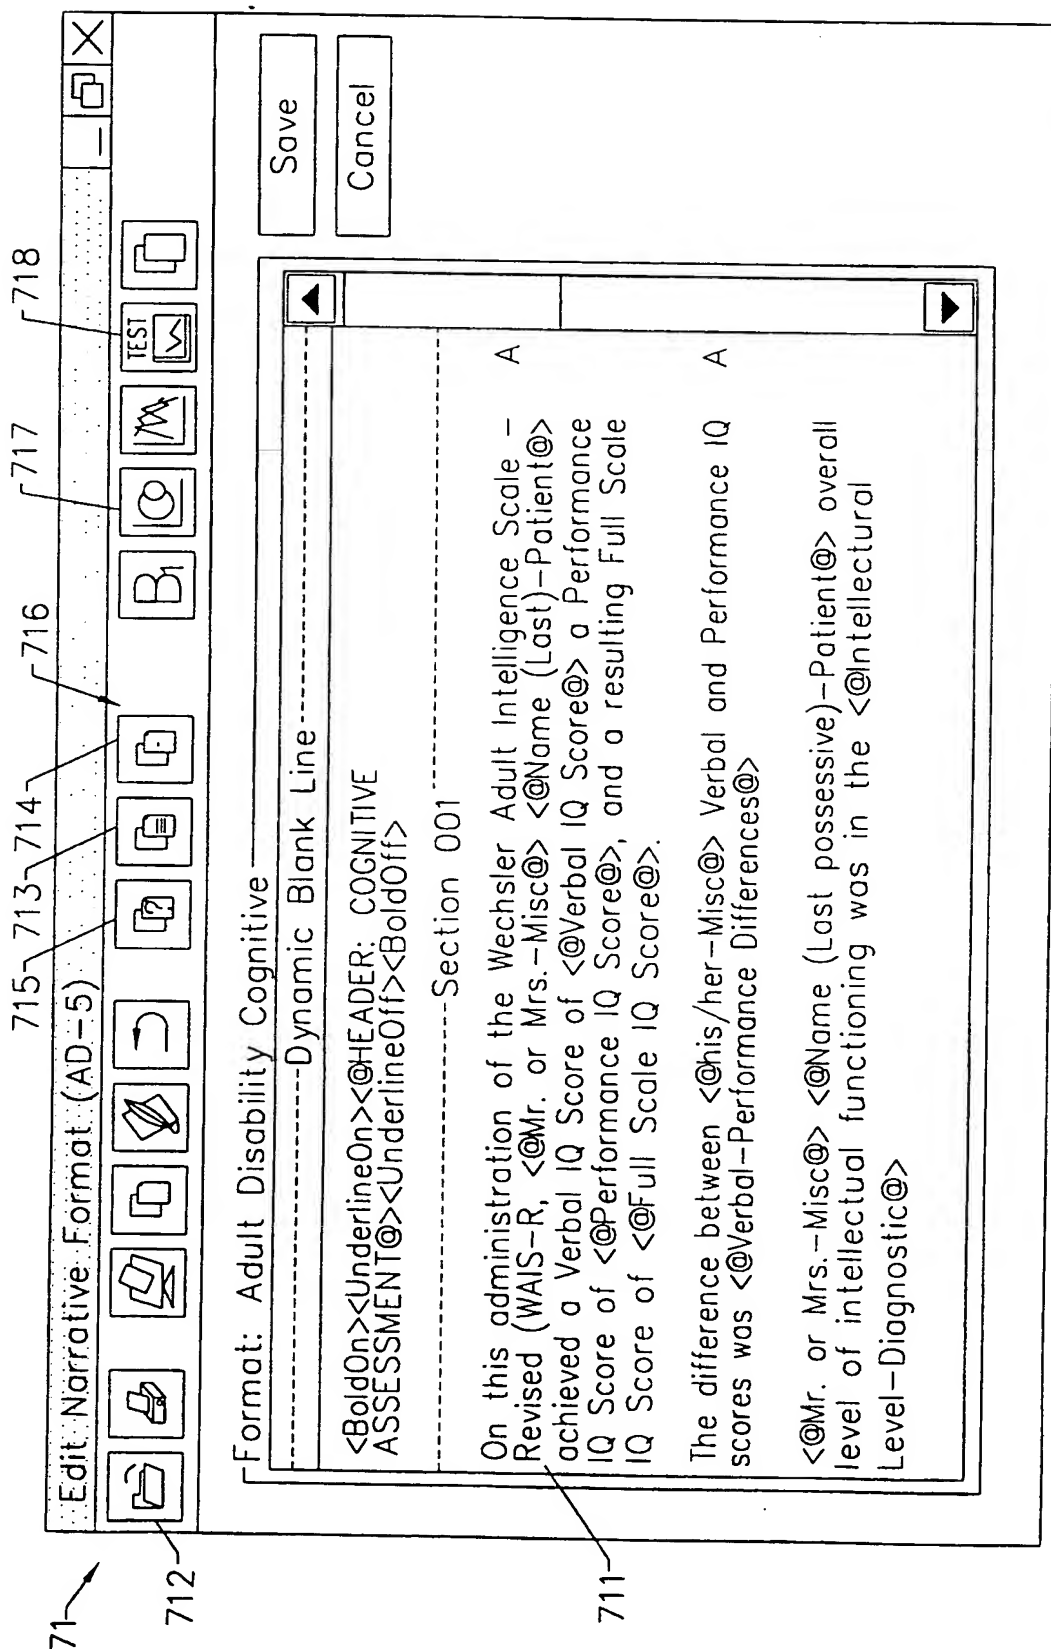 71
715
713
714
716
717
718
Edit Narrative Format (AD-5)
B1
TEST
712
Format: Adult Disability Cognitive
Dynamic Blank Line
Save
Cancel
<BoldOn><UnderlineOn><@HEADER: COGNITIVE
ASSESSMENT@><UnderlineOff><BoldOff>
Section 001
711
On this administration of the Wechsler Adult Intelligence Scale – A
Revised (WAIS-R, <@Mr. or Mrs.-Misc@> <@Name (Last)-Patient@>
achieved a Verbal IQ Score of <@Verbal IQ Score@> a Performance
IQ Score of <@Performance IQ Score@>, and a resulting Full Scale
IQ Score of <@Full Scale IQ Score@>.
The difference between <@his/her-Misc@> Verbal and Performance IQ A
scores was <@Verbal-Performance Differences@>
<@Mr. or Mrs.-Misc@> <@Name (Last possessive)-Patient@> overall
level of intellectual functioning was in the <@Intellectural
Level-Diagnostic@>